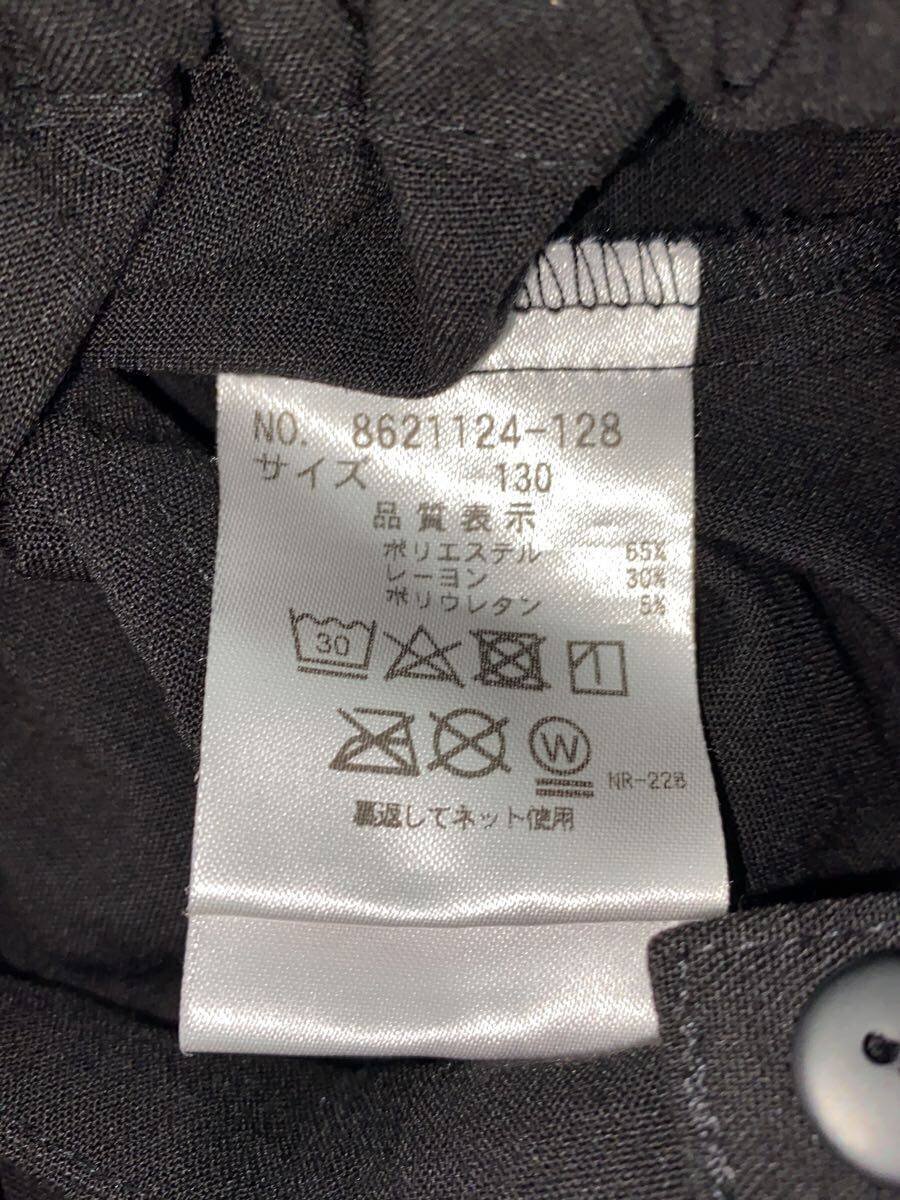 NO. 8621124-128
サイズ 130
品質表示
ポリエステル 65%
レーヨン 30%
ポリウレタン 5%
30
W NR-22B
裏返してネット使用